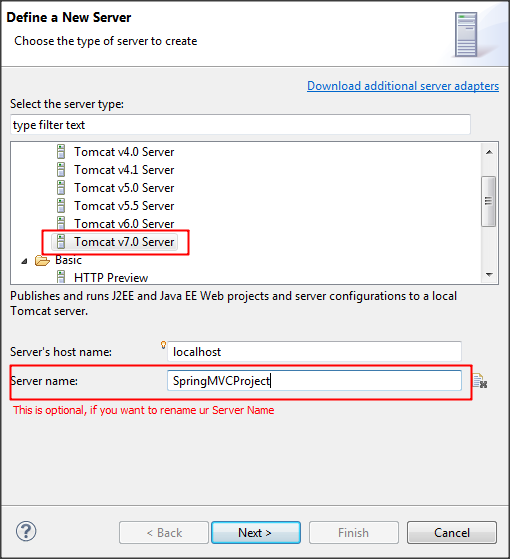 Define a New Server
Choose the type of server to create
Download additional server adapters
Select the server type:
type filter text
Tomcat v4.0 Server
Tomcat v4.1 Server
Tomcat v5.0 Server
Tomcat v5.5 Server
Tomcat v6.0 Server
Tomcat v7.0 Server
Basic
HTTP Preview
Publishes and runs J2EE and Java EE Web projects and server configurations to a local
Tomcat server.
Server's host name: localhost
Server name: SpringMVCProject
This is optional, if you want to rename ur Server Name
? < Back Next > Finish Cancel